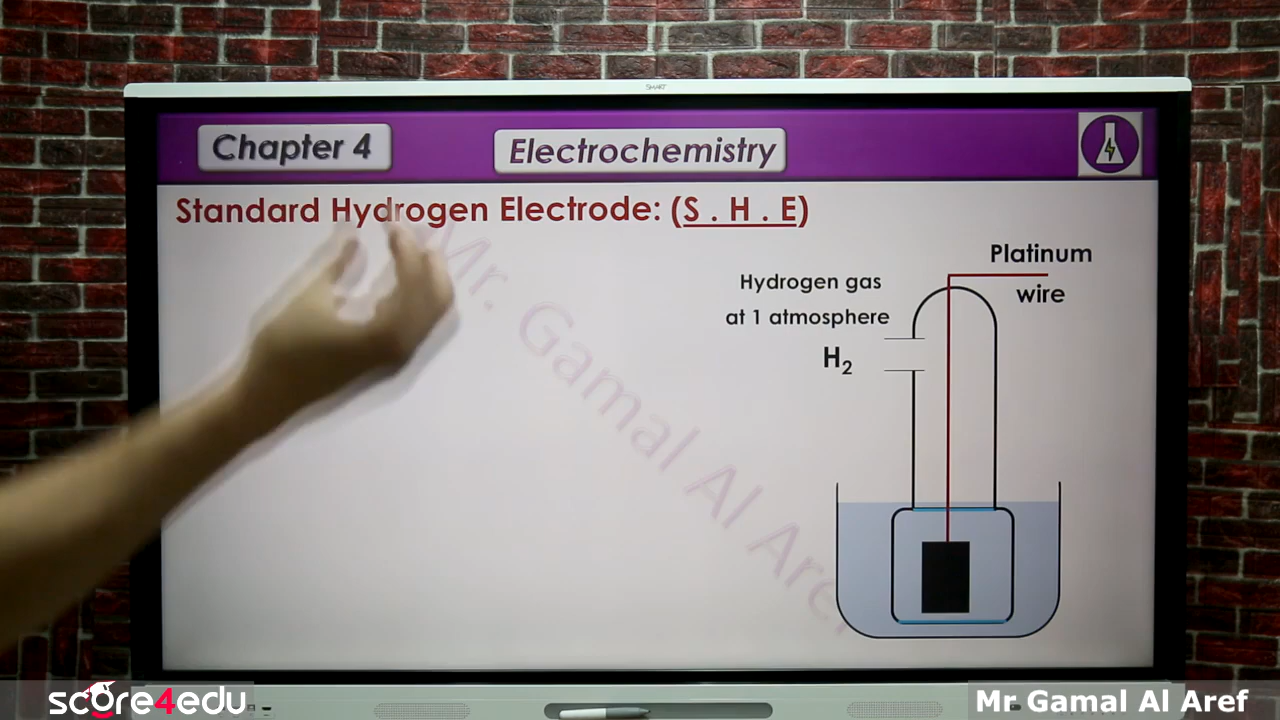 SMART
Chapter 4
Electrochemistry
Standard Hydrogen Electrode: (S . H . E)
Platinum
wire
Hydrogen gas
at 1 atmosphere
H₂
Mr. Gamal Al Aref
score4edu
Mr Gamal Al Aref